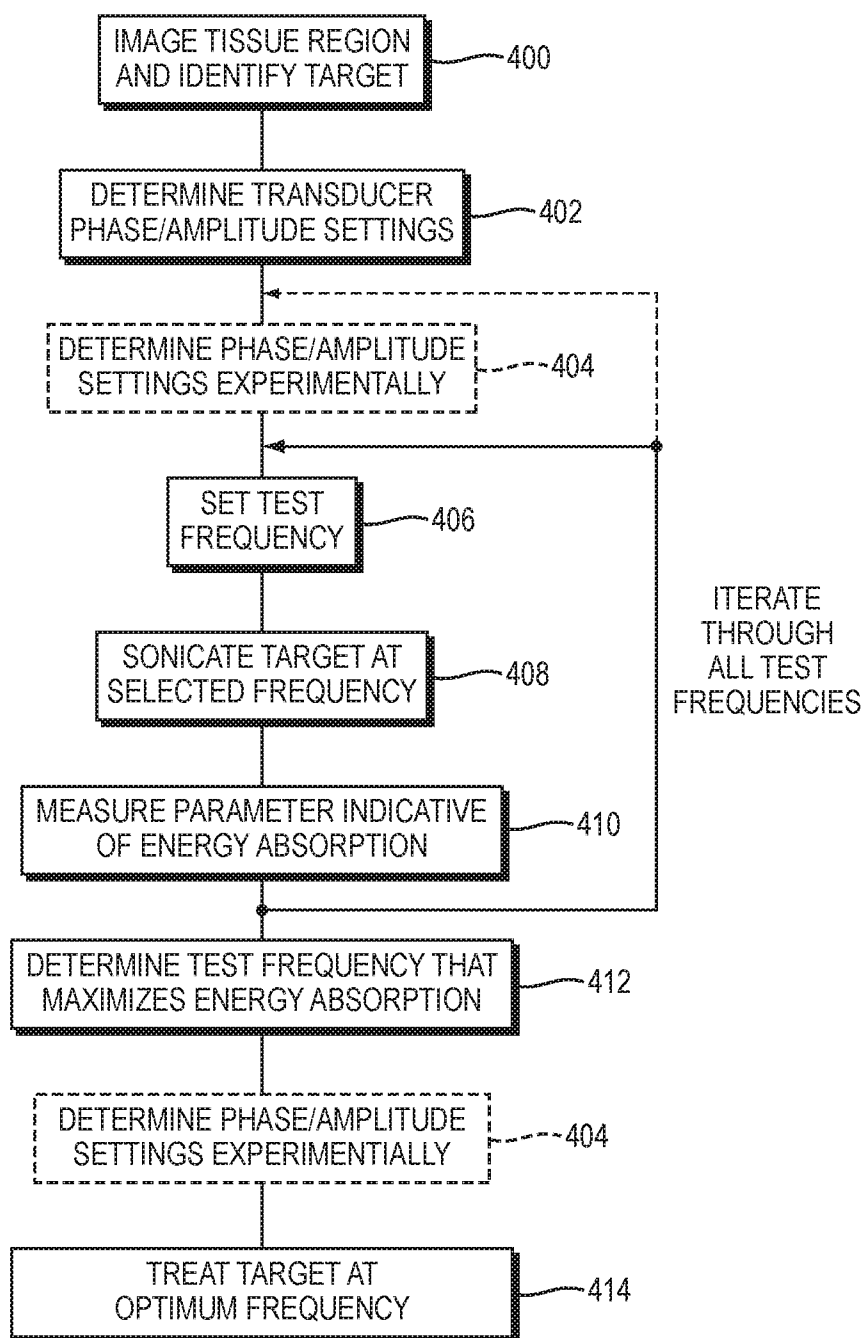 IMAGE TISSUE REGION
AND IDENTIFY TARGET
400
DETERMINE TRANSDUCER
PHASE/AMPLITUDE SETTINGS
402
DETERMINE PHASE/AMPLITUDE
SETTINGS EXPERIMENTALLY
404
SET TEST
FREQUENCY
406
ITERATE
THROUGH
ALL TEST
FREQUENCIES
SONICATE TARGET AT
SELECTED FREQUENCY
408
MEASURE PARAMETER INDICATIVE
OF ENERGY ABSORPTION
410
DETERMINE TEST FREQUENCY THAT
MAXIMIZES ENERGY ABSORPTION
412
DETERMINE PHASE/AMPLITUDE
SETTINGS EXPERIMENTIALLY
404
TREAT TARGET AT
OPTIMUM FREQUENCY
414